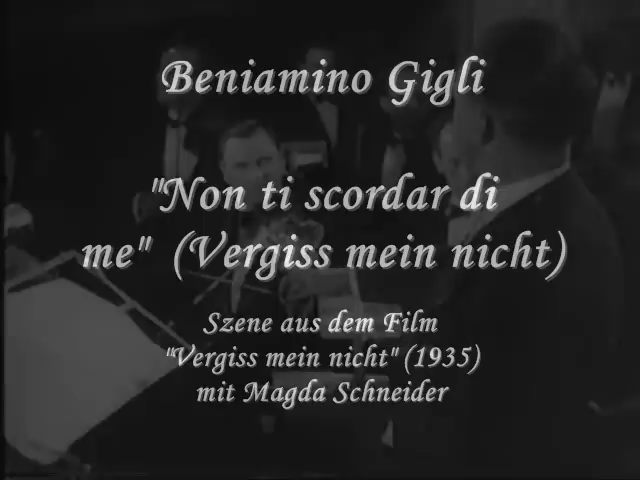 Beniamino Gigli
"Non ti scordar di
me" (Vergiss mein nicht)
Szene aus dem Film
"Vergiss mein nicht" (1935)
mit Magda Schneider